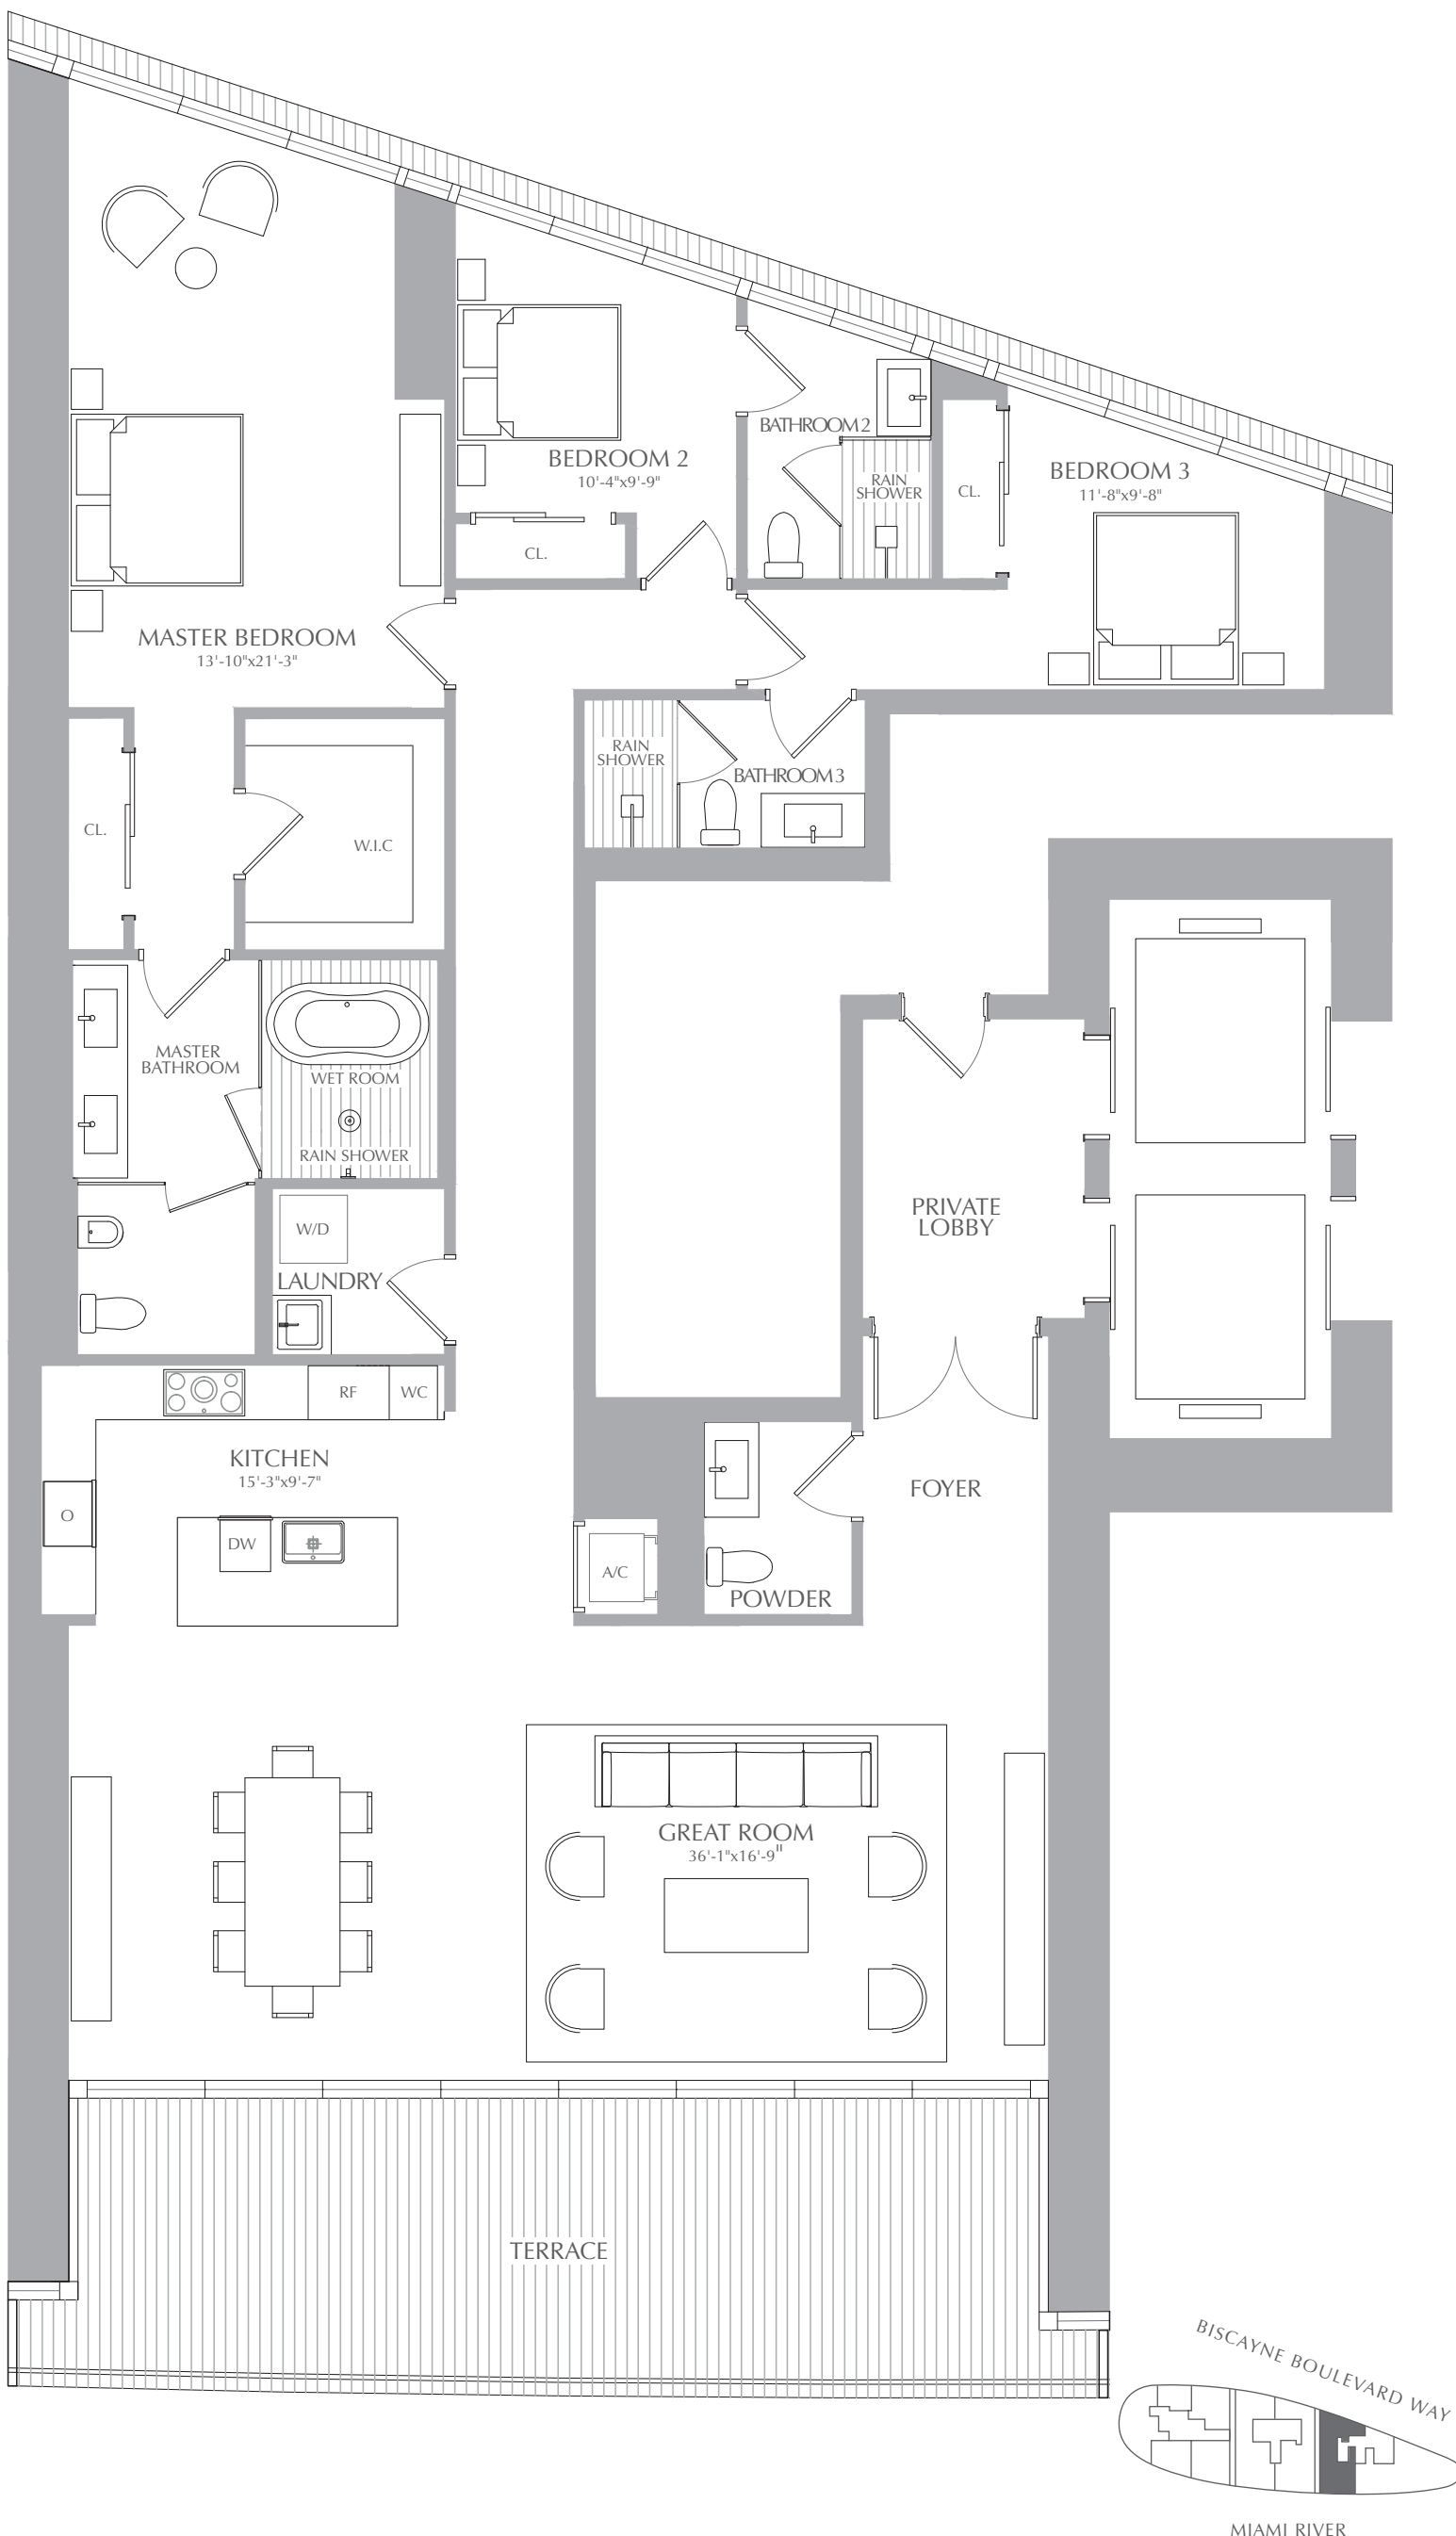 BEDROOM 2
10'-4"x9'-9"
CL.
BATHROOM 2
RAIN
SHOWER
CL.
BEDROOM 3
11'-8"x9'-8"
MASTER BEDROOM
13'-10"x21'-3"
RAIN
SHOWER
BATHROOM 3
CL.
W.I.C
MASTER
BATHROOM
WET ROOM
RAIN SHOWER
W/D
LAUNDRY
PRIVATE
LOBBY
RF
WC
KITCHEN
15'-3"x9'-7"
O
DW
FOYER
A/C
POWDER
GREAT ROOM
36'-1"x16'-9"
TERRACE
BISCAYNE BOULEVARD WAY
MIAMI RIVER